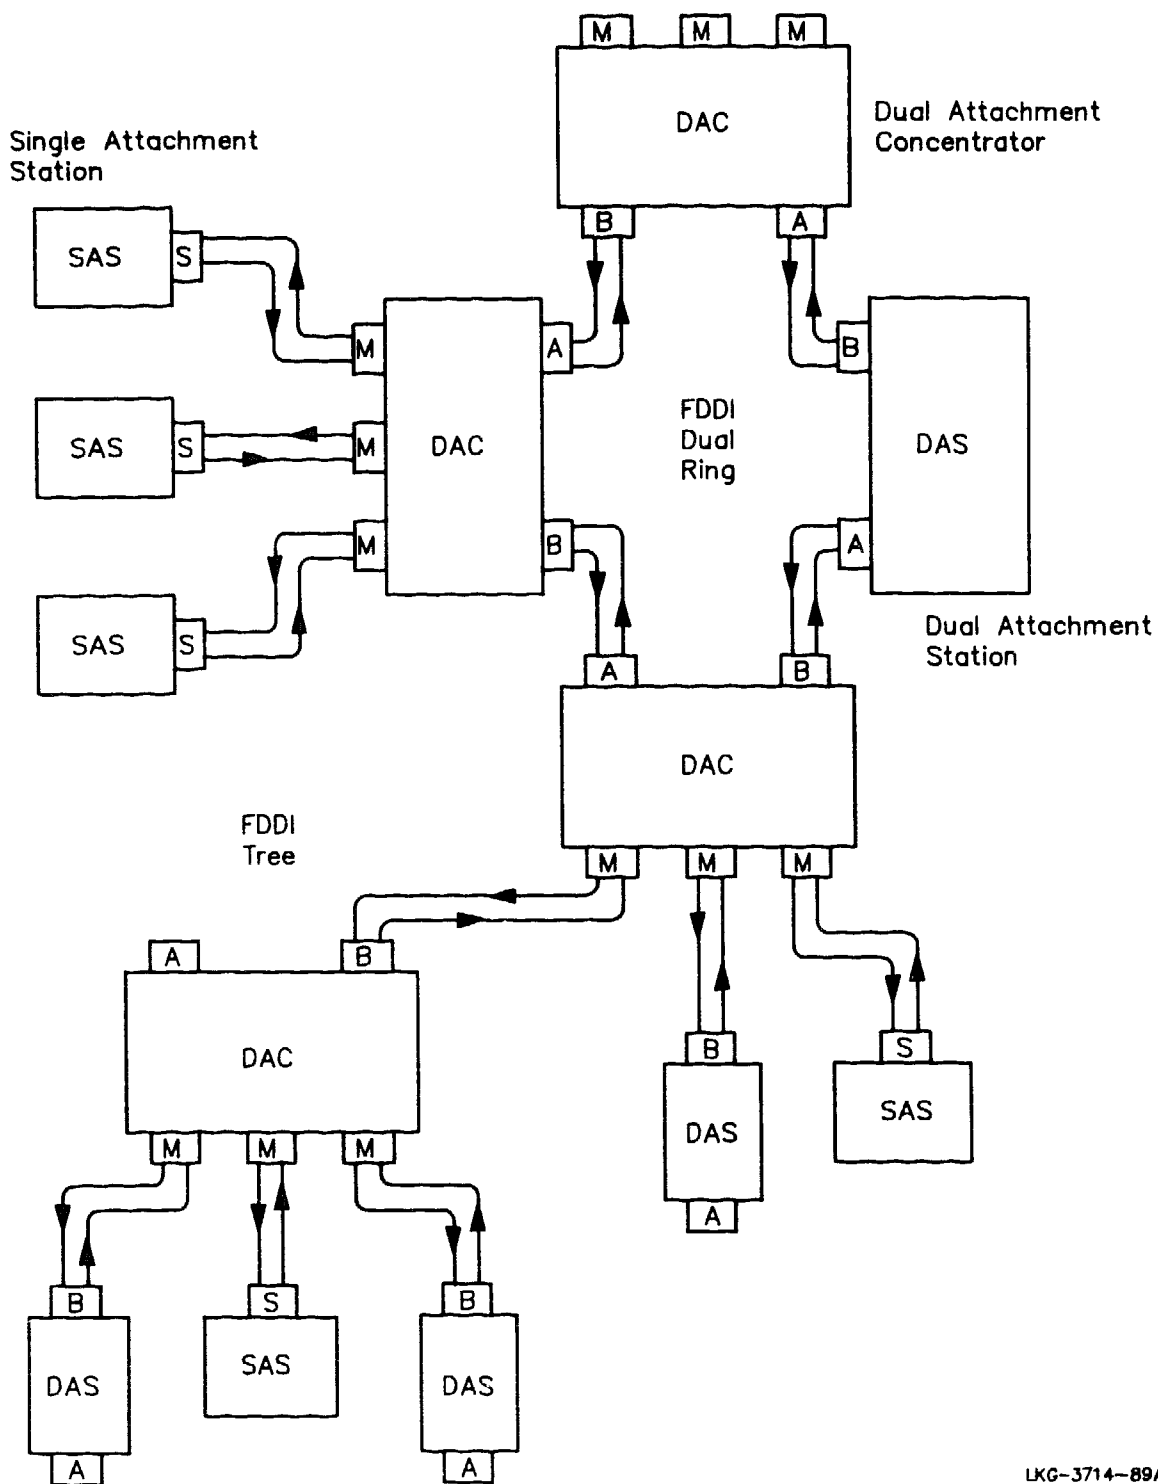 M M M
DAC
Dual Attachment
Concentrator
B A
Single Attachment
Station
SAS S
M
A
B
SAS S
M
DAC
FDDI
Dual
Ring
DAS
M
B
A
SAS S
Dual Attachment
Station
A B
DAC
M M M
FDDI
Tree
A B
DAC
M M M
B
DAS
A
S
SAS
B
DAS
A
S
SAS
B
DAS
A
LKG-3714-89A